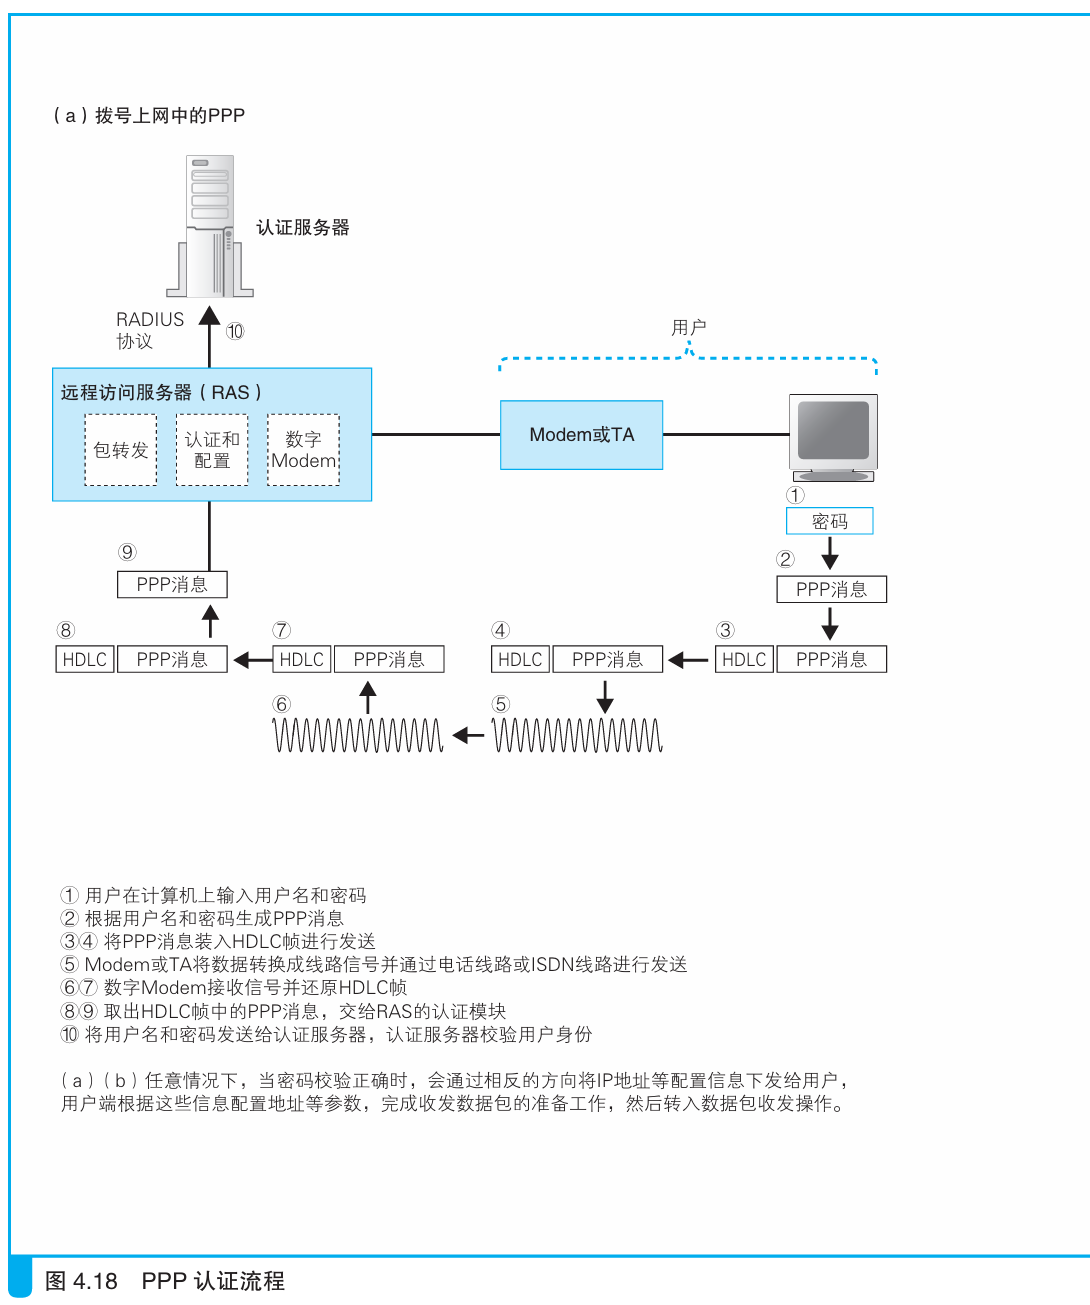 （a）拨号上网中的PPP
认证服务器
RADIUS
协议
⑩
用户
远程访问服务器（RAS）
包转发
认证和
配置
数字
Modem
Modem或TA
①
密码
⑨
PPP消息
②
PPP消息
⑧
HDLC PPP消息
⑦
HDLC PPP消息
④
HDLC PPP消息
③
HDLC PPP消息
⑥
⑤
① 用户在计算机上输入用户名和密码
② 根据用户名和密码生成PPP消息
③④ 将PPP消息装入HDLC帧进行发送
⑤ Modem或TA将数据转换成线路信号并通过电话线路或ISDN线路进行发送
⑥⑦ 数字Modem接收信号并还原HDLC帧
⑧⑨ 取出HDLC帧中的PPP消息，交给RAS的认证模块
⑩ 将用户名和密码发送给认证服务器，认证服务器校验用户身份
（a）（b）任意情况下，当密码校验正确时，会通过相反的方向将IP地址等配置信息下发给用户，
用户端根据这些信息配置地址等参数，完成收发数据包的准备工作，然后转入数据包收发操作。
图 4.18 PPP 认证流程